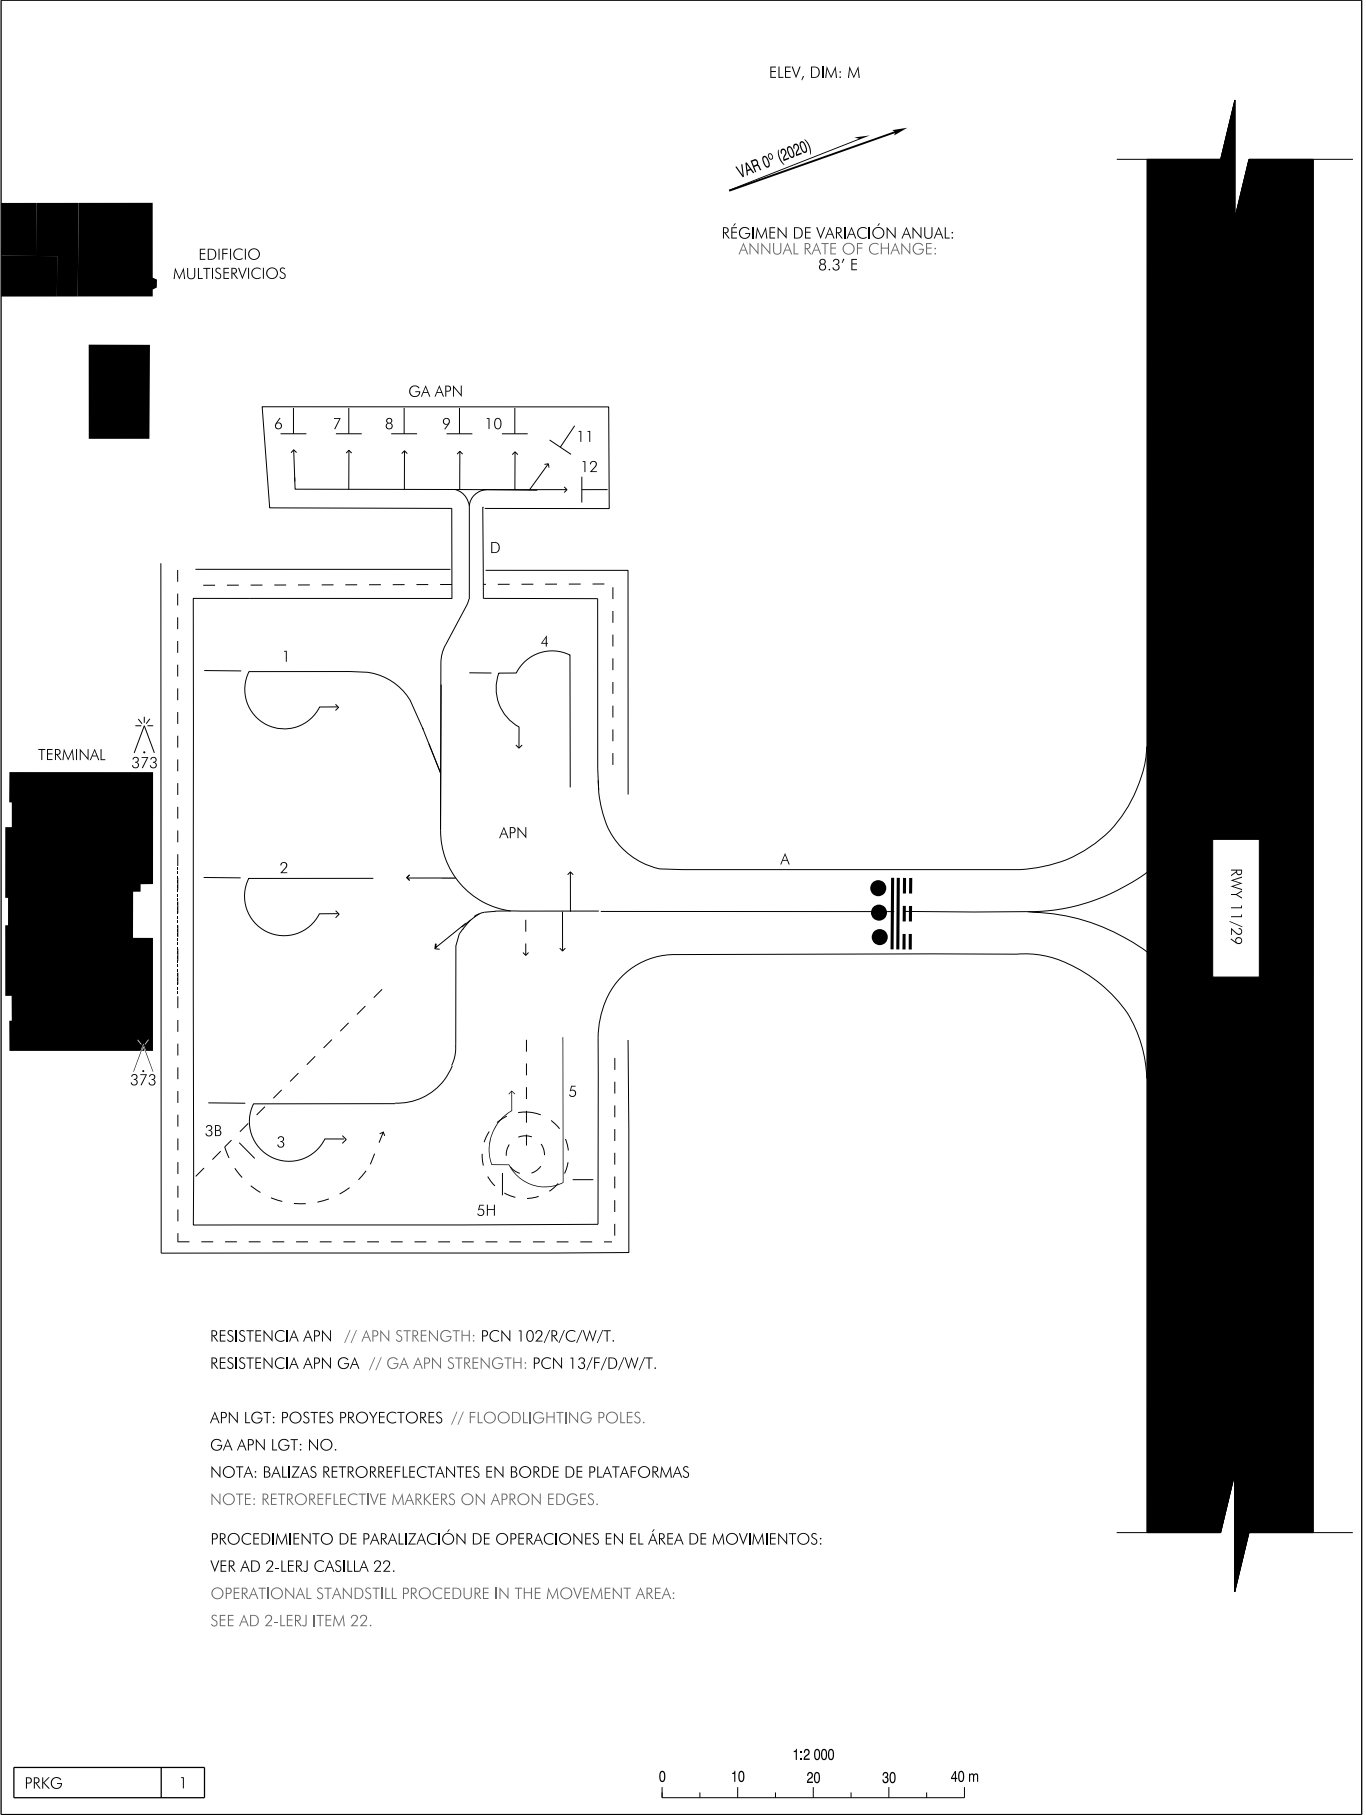 ELEV, DIM: M
VAR 0º (2020)
RÉGIMEN DE VARIACIÓN ANUAL:
ANNUAL RATE OF CHANGE:
8.3' E
EDIFICIO
MULTISERVICIOS
GA APN
6
7
8
9
10
11
12
D
1
4
TERMINAL
373
APN
2
A
RWY 11/29
373
3B
3
5
5H
RESISTENCIA APN // APN STRENGTH: PCN 102/R/C/W/T.
RESISTENCIA APN GA // GA APN STRENGTH: PCN 13/F/D/W/T.
APN LGT: POSTES PROYECTORES // FLOODLIGHTING POLES.
GA APN LGT: NO.
NOTA: BALIZAS RETRORREFLECTANTES EN BORDE DE PLATAFORMAS
NOTE: RETROREFLECTIVE MARKERS ON APRON EDGES.
PROCEDIMIENTO DE PARALIZACIÓN DE OPERACIONES EN EL ÁREA DE MOVIMIENTOS:
VER AD 2-LERJ CASILLA 22.
OPERATIONAL STANDSTILL PROCEDURE IN THE MOVEMENT AREA:
SEE AD 2-LERJ ITEM 22.
1:2 000
0 10 20 30 40 m
PRKG 1